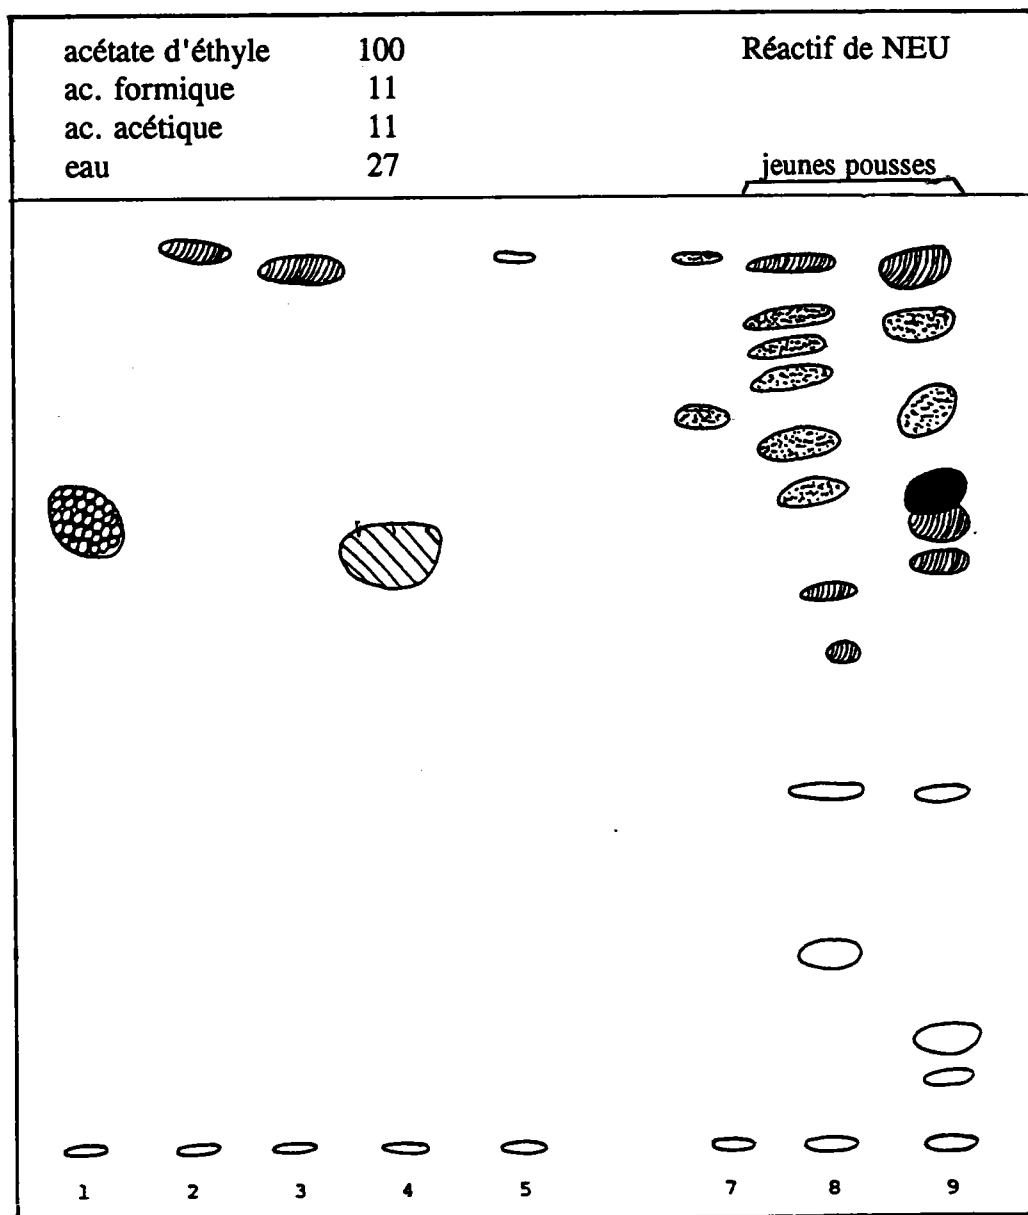 acétate d'éthyle 100 Réactif de NEU
ac. formique 11
ac. acétique 11
eau 27 jeunes pousses
1 2 3 4 5 7 8 9